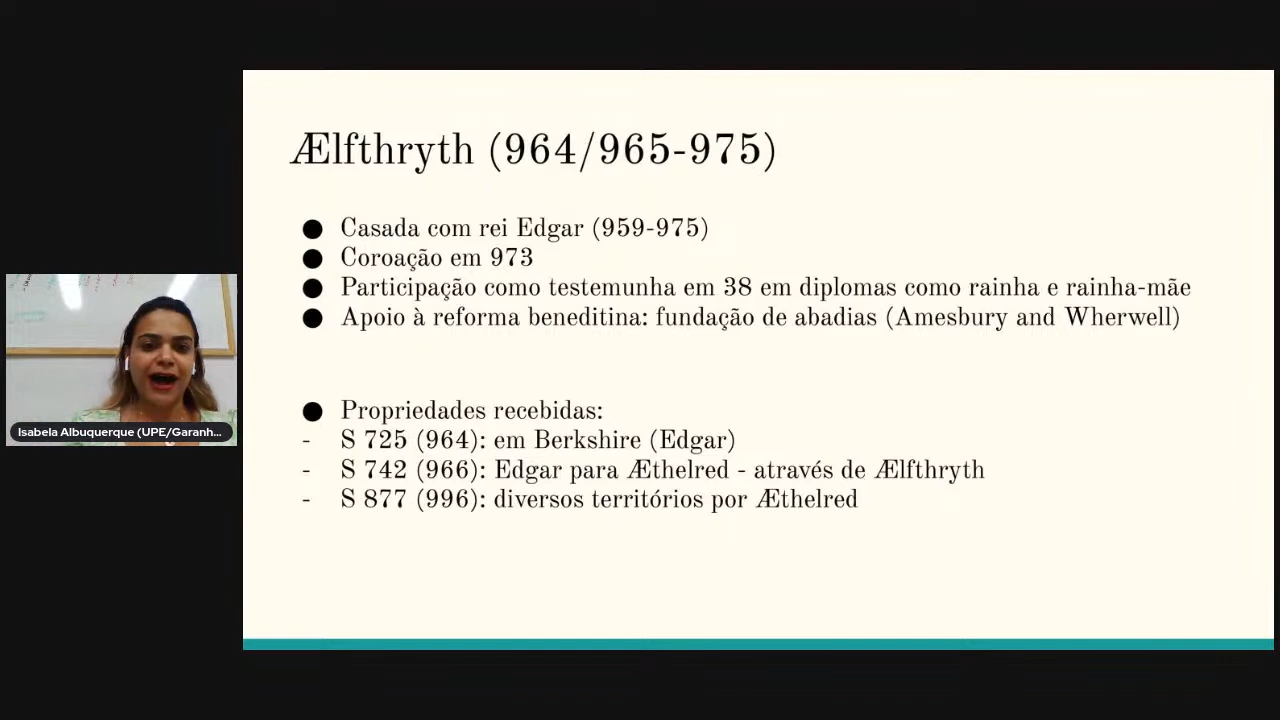 Ælfthryth (964/965-975)
● Casada com rei Edgar (959-975)
● Coroação em 973
● Participação como testemunha em 38 em diplomas como rainha e rainha-mãe
● Apoio à reforma beneditina: fundação de abadias (Amesbury and Wherwell)
● Propriedades recebidas:
- S 725 (964): em Berkshire (Edgar)
- S 742 (966): Edgar para Æthelred - através de Ælfthryth
- S 877 (996): diversos territórios por Æthelred
Isabela Albuquerque (UPE/Garanh...